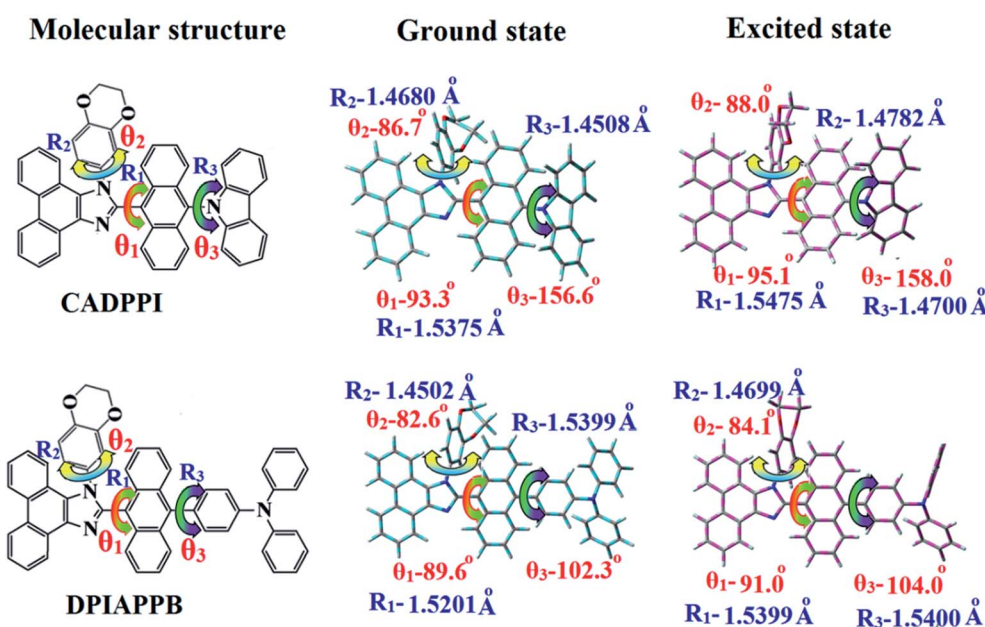 Molecular structure
Ground state
Excited state
O
O
R2
θ2
R1
R3
N
N
N
θ1
θ3
CADPPI
R2-1.4680 Å
θ2-86.7°
R3-1.4508 Å
θ1-93.3°
θ3-156.6°
R1-1.5375 Å
θ2-88.0°
R2-1.4782 Å
θ1-95.1°
θ3-158.0°
R1-1.5475 Å
R3-1.4700 Å
O
O
R2
θ2
R1
R3
N
N
N
θ1
θ3
DPIAPPB
R2-1.4502 Å
θ2-82.6°
R3-1.5399 Å
θ1-89.6°
θ3-102.3°
R1-1.5201 Å
R2-1.4699 Å
θ2-84.1°
θ1-91.0°
θ3-104.0°
R1-1.5399 Å
R3-1.5400 Å